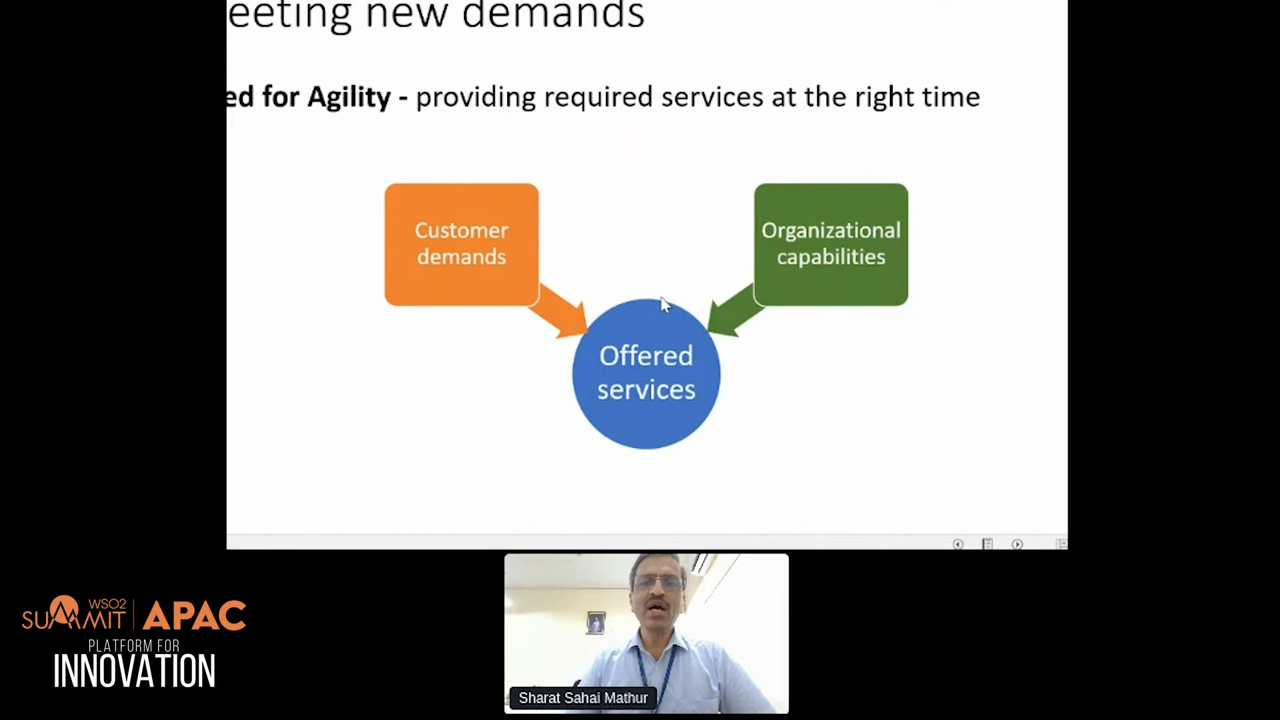 eeting new demands
ed for Agility - providing required services at the right time
Customer
demands
Organizational
capabilities
Offered
services
WSO2
SUMMIT APAC
PLATFORM FOR
INNOVATION
Sharat Sahai Mathur